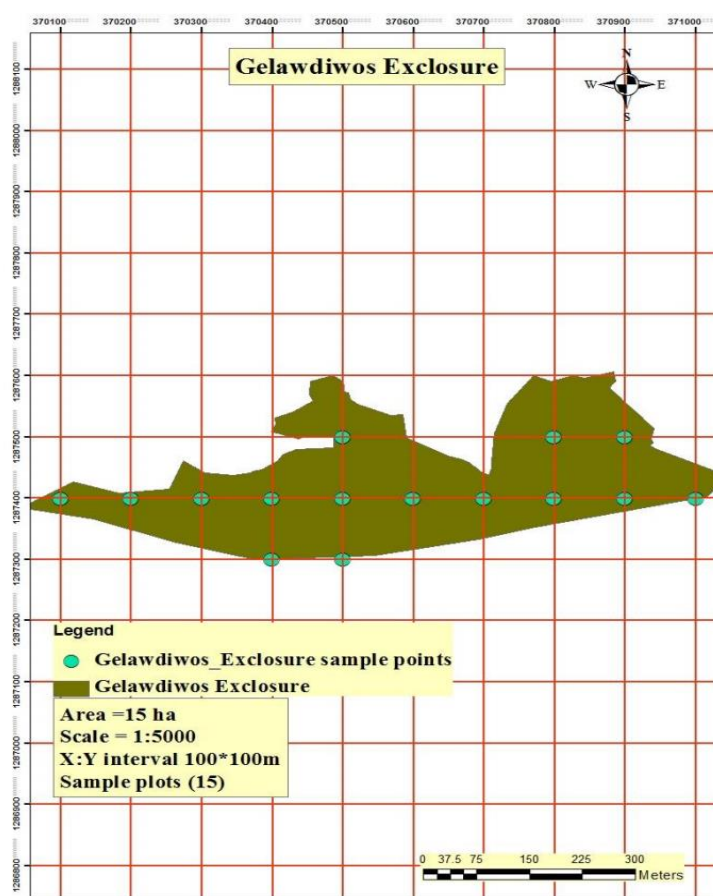 370100 370200 370300 370400 370500 370600 370700 370800 370900 371000
Gelawdiwos Exclosure
N
W E
S
1288100
1288000
1287900
1287800
1287700
1287600
1287500
1287400
1287300
1287200
1287100
1287000
1286900
1286800
Legend
Gelawdiwos_Exclosure sample points
Gelawdiwos Exclosure
Area =15 ha
Scale = 1:5000
X:Y interval 100*100m
Sample plots (15)
0 37.5 75 150 225 300
Meters